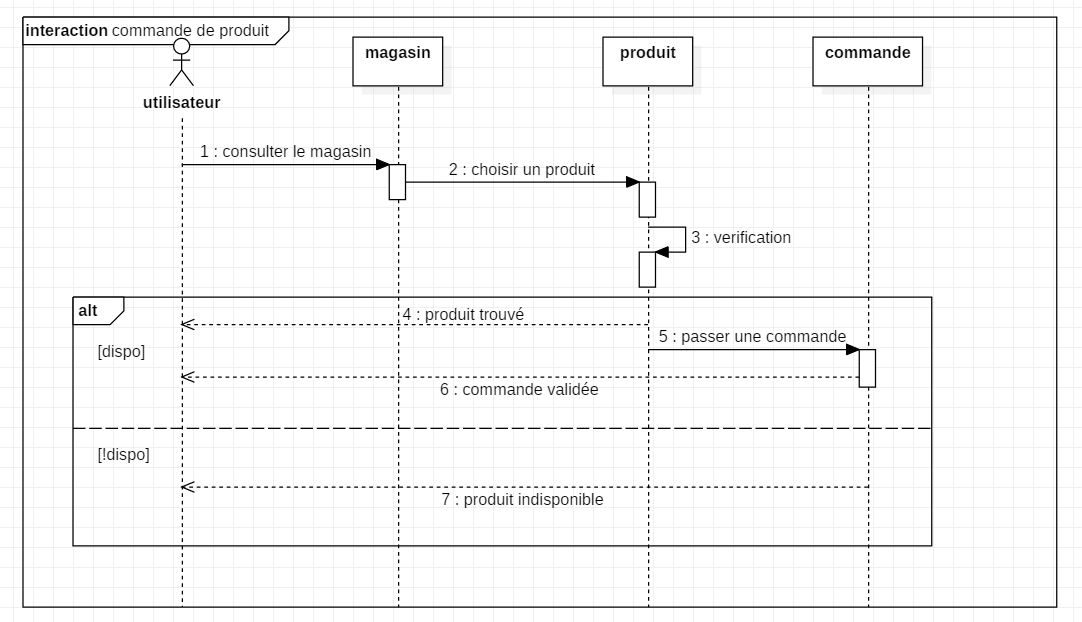 interaction commande de produit
magasin
produit
commande
utilisateur
1 : consulter le magasin
2 : choisir un produit
3 : verification
alt
4 : produit trouvé
5 : passer une commande
[dispo]
6 : commande validée
[!dispo]
7 : produit indisponible